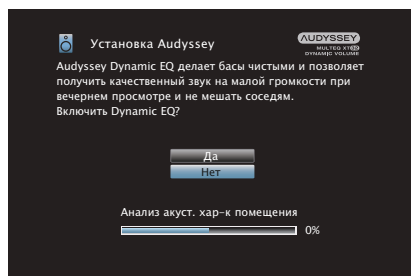 Установка Audyssey
AUDYSSEY
MULTEQ XT32
DYNAMIC VOLUME
Audyssey Dynamic EQ делает басы чистыми и позволяет
получить качественный звук на малой громкости при
вечернем просмотре и не мешать соседям.
Включить Dynamic EQ?
Да
Нет
Анализ акуст. хар-к помещения
0%